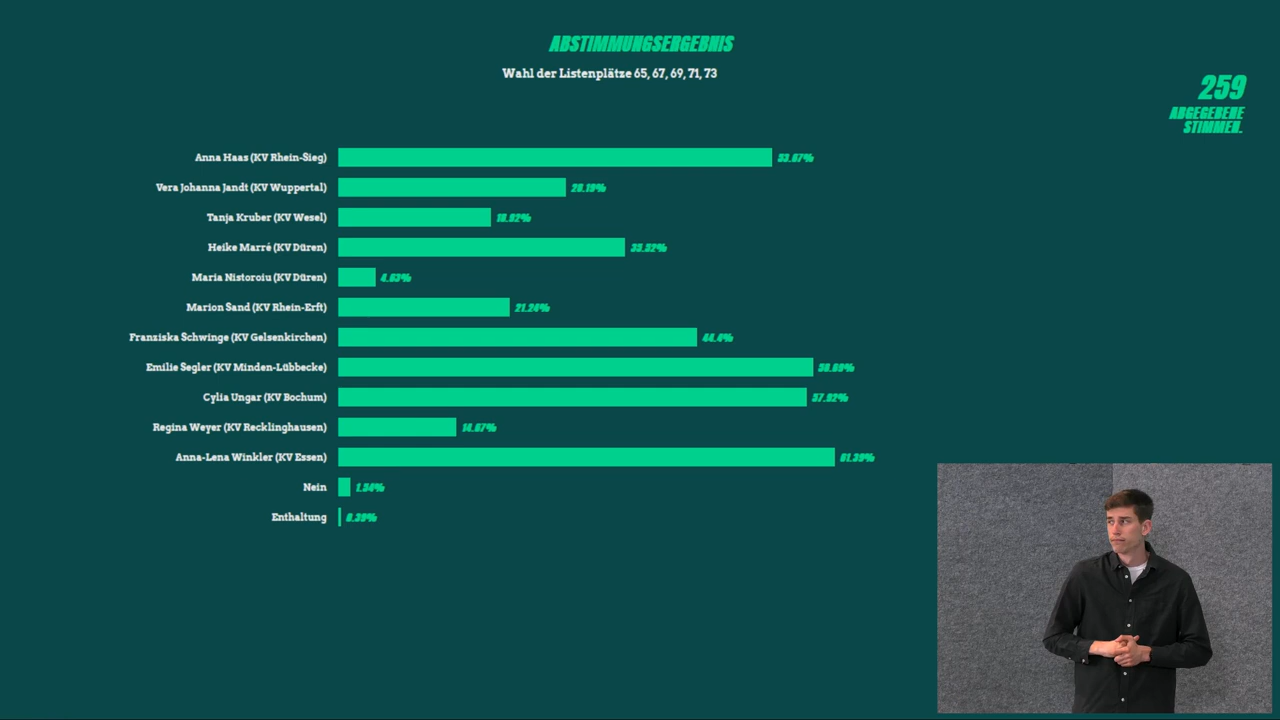 ABSTIMMUNGSERGEBNIS
Wahl der Listenplätze 65, 67, 69, 71, 73
259
ABGEGEBENE
STIMMEN.
Anna Haas (KV Rhein-Sieg) 53.67%
Vera Johanna Jandt (KV Wuppertal) 28.19%
Tanja Kruber (KV Wesel) 18.92%
Heike Marré (KV Düren)
Maria Nistoroiu (KV Düren) 4.63%
Marion Sand (KV Rhein-Erft) 21.24%
Franziska Schwinge (KV Gelsenkirchen) 44.4%
Emilie Segler (KV Minden-Lübbecke) 58.69%
Cylia Ungar (KV Bochum) 57.92%
Regina Weyer (KV Recklinghausen) 14.67%
Anna-Lena Winkler (KV Essen) 61.39%
Nein 1.54%
Enthaltung 0.39%